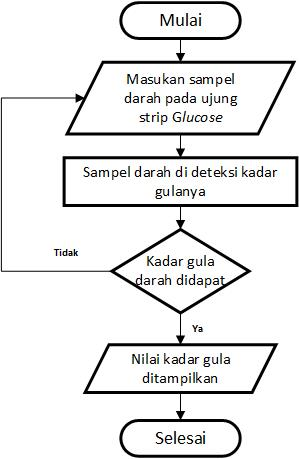 Mulai
Masukan sampel
darah pada ujung
strip Glucose
Sampel darah di deteksi kadar
gulanya
Tidak
Kadar gula
darah didapat
Ya
Nilai kadar gula
ditampilkan
Selesai